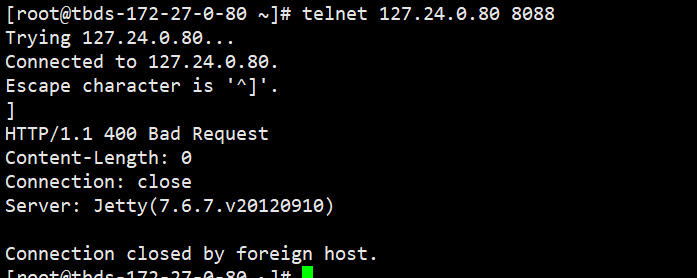 [root@tbds-172-27-0-80 ~]# telnet 127.24.0.80 8088
Trying 127.24.0.80...
Connected to 127.24.0.80.
Escape character is '^]'.
]
HTTP/1.1 400 Bad Request
Content-Length: 0
Connection: close
Server: Jetty(7.6.7.v20120910)
Connection closed by foreign host.
[root@tbds-172-27-0-80 ~]#